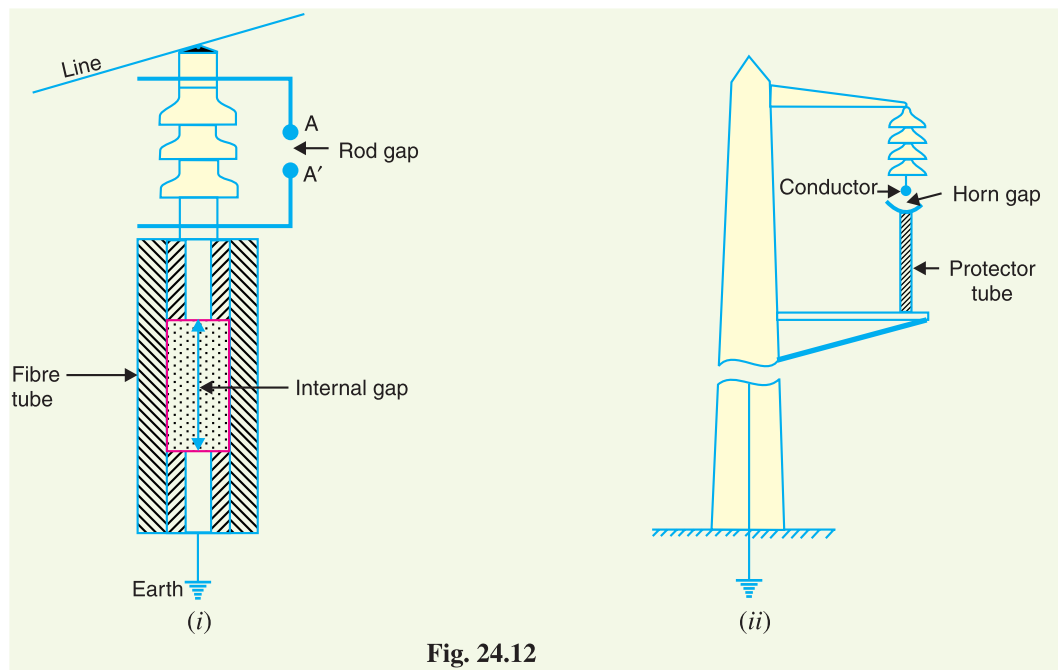 Line
A
Rod gap
A′
Fibre
tube
Internal gap
Earth
(i)
Conductor
Horn gap
Protector
tube
(ii)
Fig. 24.12